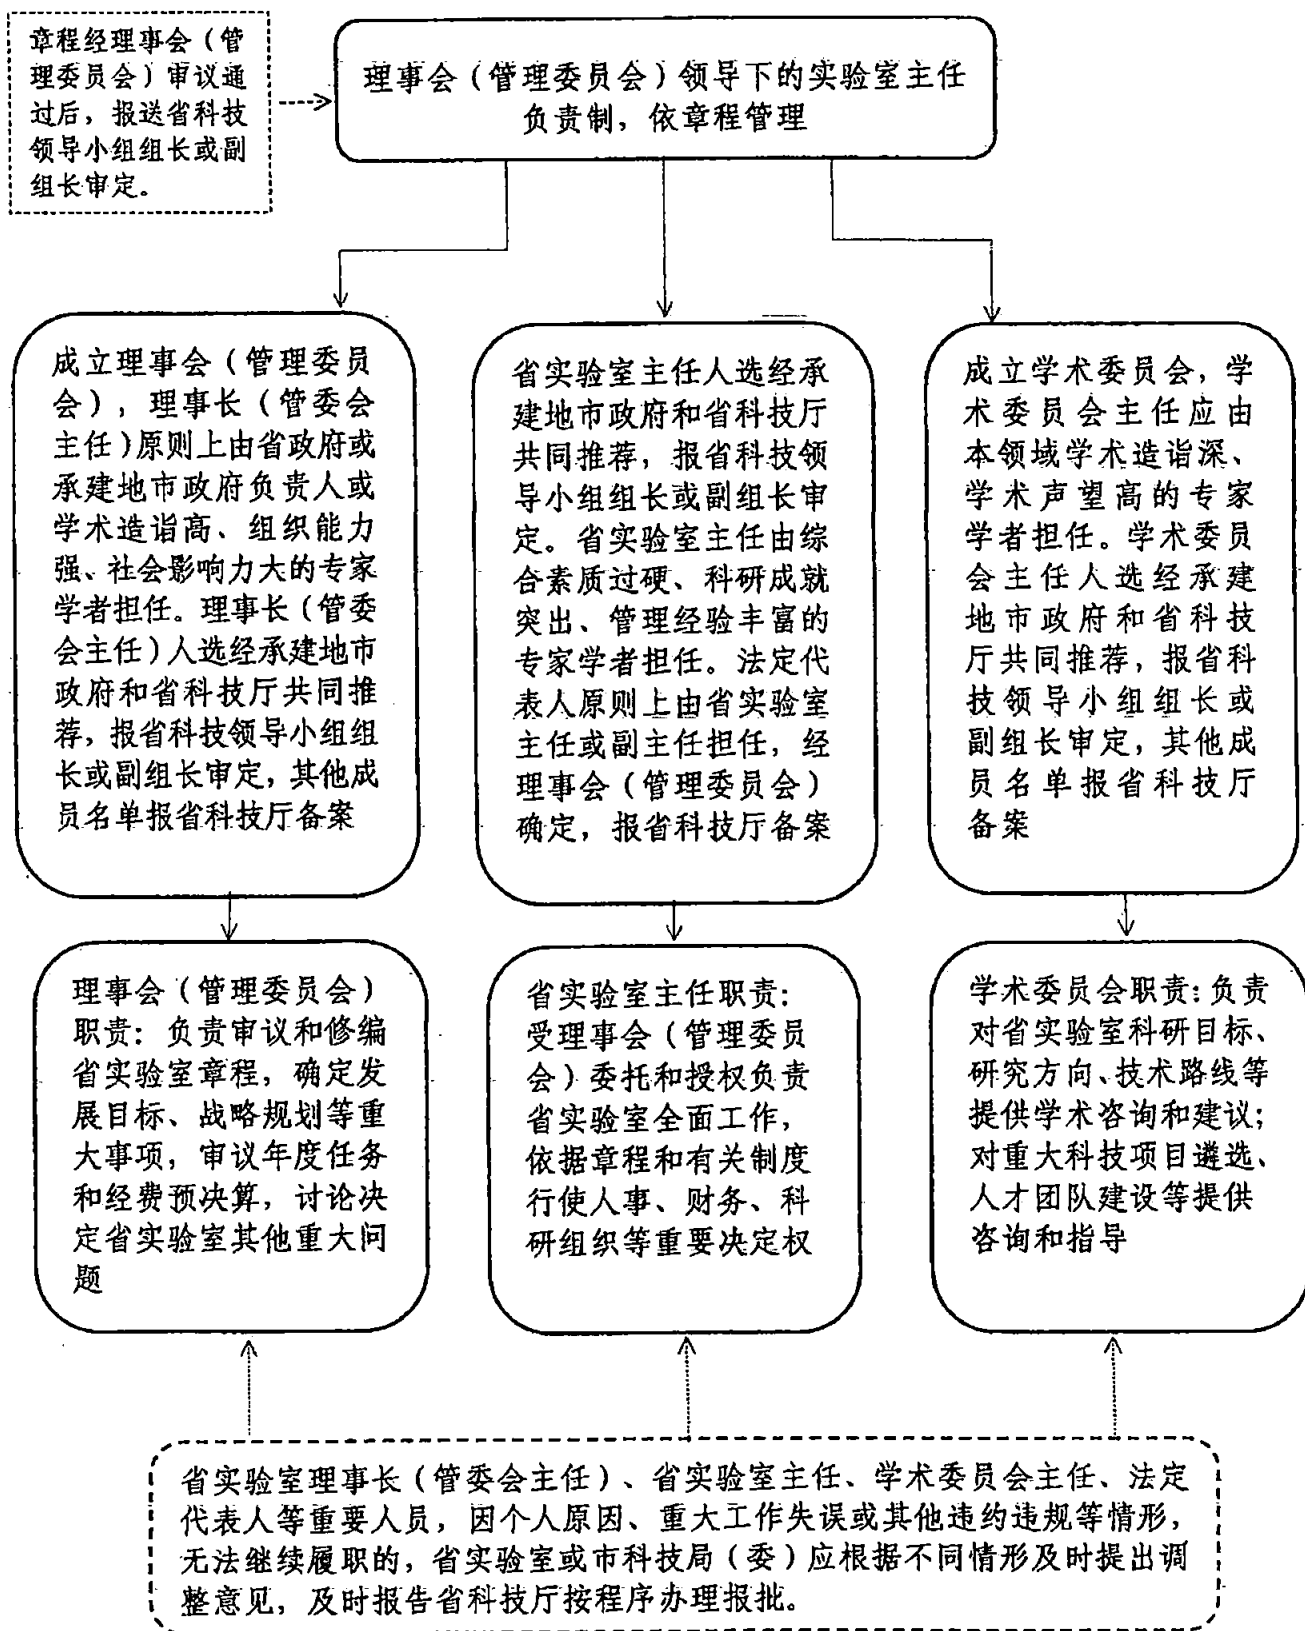 章程经理事会（管
理委员会）审议通
过后，报送省科技
领导小组组长或副
组长审定。
理事会（管理委员会）领导下的实验室主任
负责制，依章程管理
成立理事会（管理委员
会），理事长（管委会
主任）原则上由省政府或
承建地市政府负责人或
学术造诣高、组织能力
强、社会影响力大的专家
学者担任。理事长（管委
会主任）人选经承建地市
政府和省科技厅共同推
荐，报省科技领导小组组
长或副组长审定，其他成
员名单报省科技厅备案
省实验室主任人选经承
建地市政府和省科技厅
共同推荐，报省科技领
导小组组长或副组长审
定。省实验室主任由综
合素质过硬、科研成就
突出、管理经验丰富的
专家学者担任。法定代
表人原则上由省实验室
主任或副主任担任，经
理事会（管理委员会）
确定，报省科技厅备案
成立学术委员会，学
术委员会主任应由
本领域学术造诣深、
学术声望高的专家
学者担任。学术委员
会主任人选经承建
地市政府和省科技
厅共同推荐，报省科
技领导小组组长或
副组长审定，其他成
员名单报省科技厅
备案
理事会（管理委员会）
职责：负责审议和修编
省实验室章程，确定发
展目标、战略规划等重
大事项，审议年度任务
和经费预决算，讨论决
定省实验室其他重大问
题
省实验室主任职责：
受理事会（管理委员
会）委托和授权负责
省实验室全面工作，
依据章程和有关制度
行使人事、财务、科
研组织等重要决定权
学术委员会职责：负责
对省实验室科研目标、
研究方向、技术路线等
提供学术咨询和建议；
对重大科技项目遴选、
人才团队建设等提供
咨询和指导
省实验室理事长（管委会主任）、省实验室主任、学术委员会主任、法定
代表人等重要人员，因个人原因、重大工作失误或其他违约违规等情形，
无法继续履职的，省实验室或市科技局（委）应根据不同情形及时提出调
整意见，及时报告省科技厅按程序办理报批。